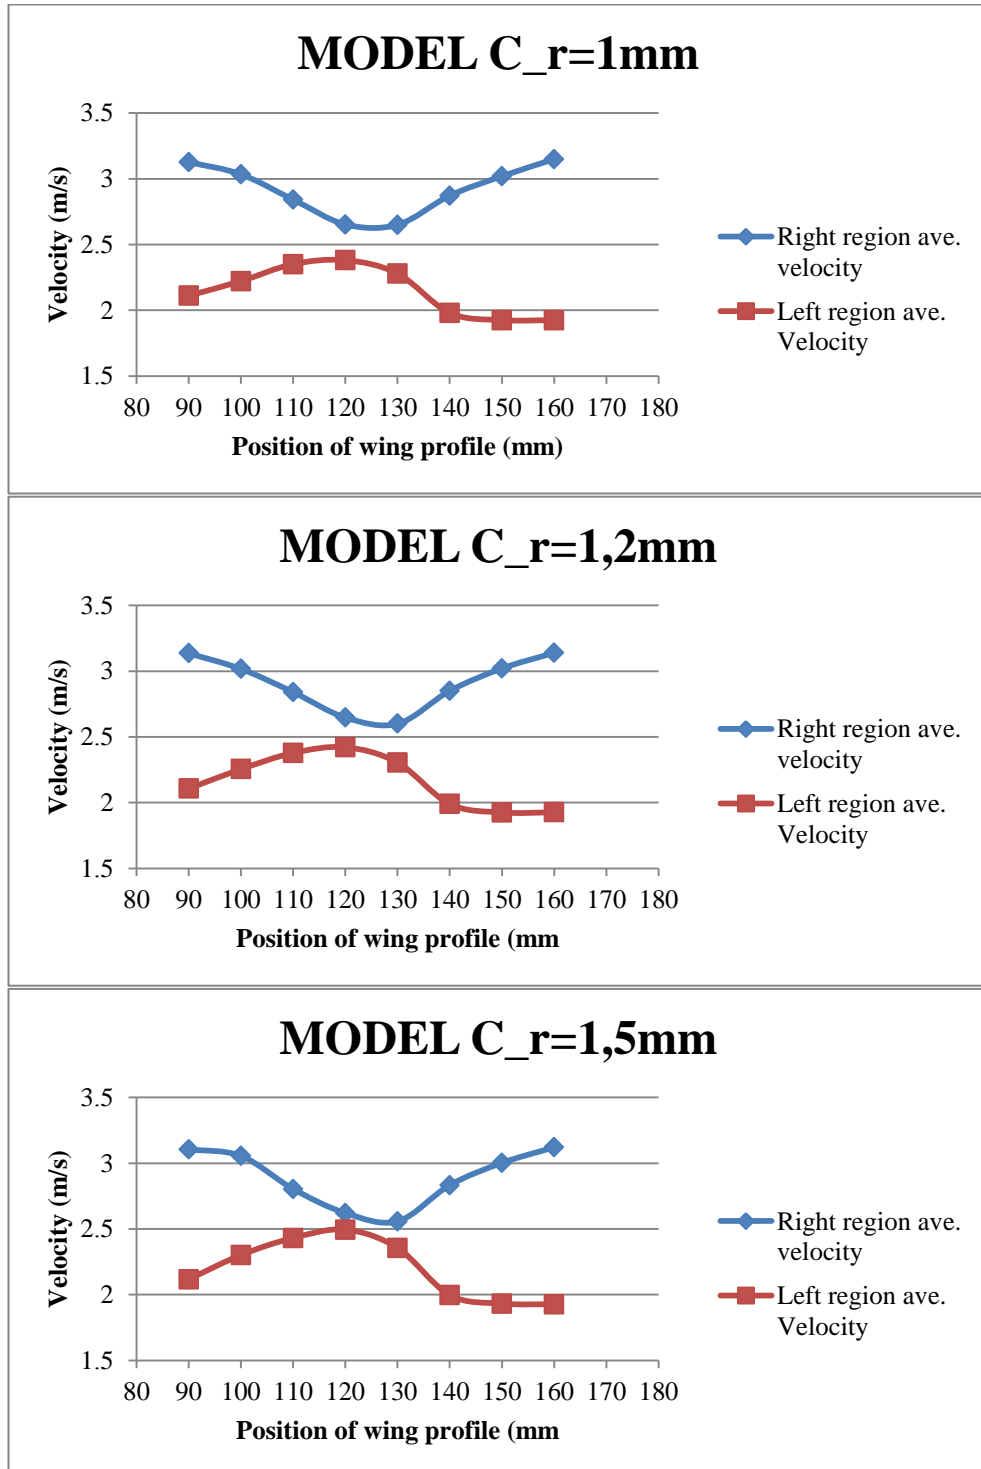 MODEL C_r=1mm
3.5
3
2.5
2
1.5
Velocity (m/s)
80 90 100 110 120 130 140 150 160 170 180
Position of wing profile (mm)
Right region ave.
velocity
Left region ave.
Velocity
MODEL C_r=1,2mm
3.5
3
2.5
2
1.5
Velocity (m/s)
80 90 100 110 120 130 140 150 160 170 180
Position of wing profile (mm
Right region ave.
velocity
Left region ave.
Velocity
MODEL C_r=1,5mm
3.5
3
2.5
2
1.5
Velocity (m/s)
80 90 100 110 120 130 140 150 160 170 180
Position of wing profile (mm
Right region ave.
velocity
Left region ave.
Velocity